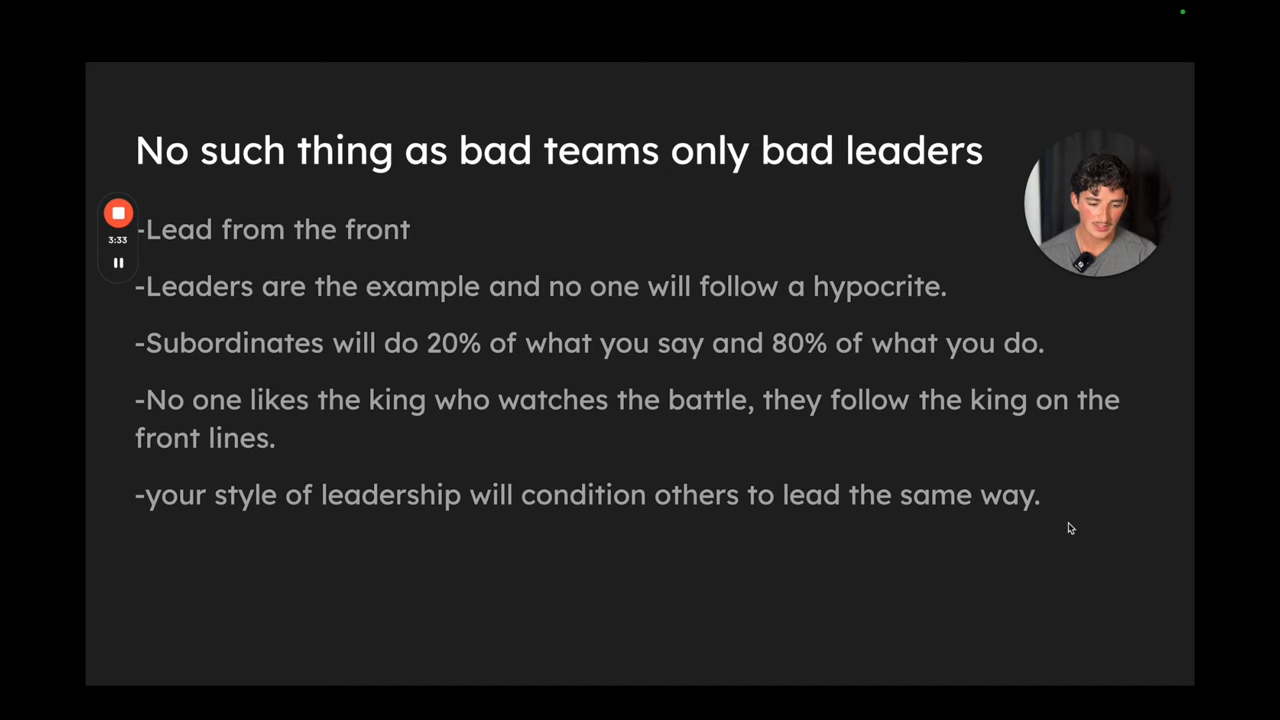 No such thing as bad teams only bad leaders
-Lead from the front
3:33
-Leaders are the example and no one will follow a hypocrite.
-Subordinates will do 20% of what you say and 80% of what you do.
-No one likes the king who watches the battle, they follow the king on the
front lines.
-your style of leadership will condition others to lead the same way.